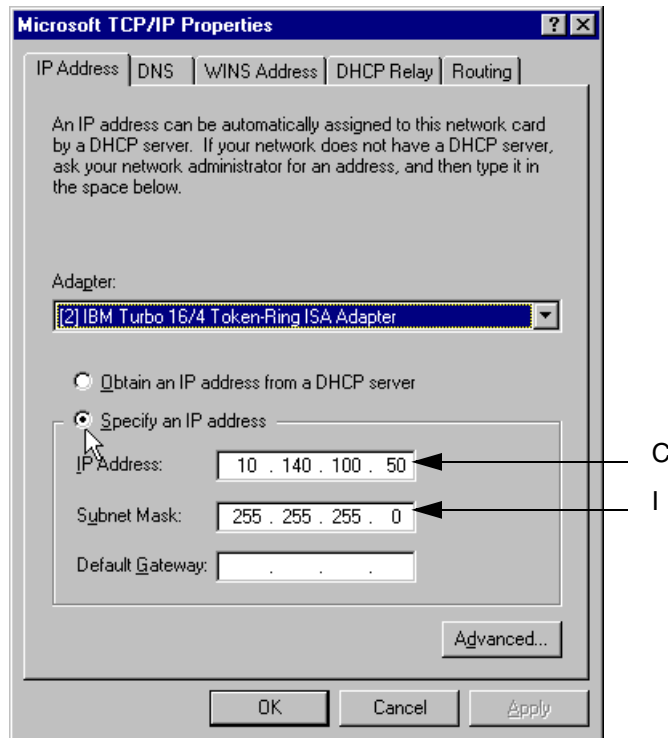 Microsoft TCP/IP Properties
IP Address DNS WINS Address DHCP Relay Routing
An IP address can be automatically assigned to this network card
by a DHCP server. If your network does not have a DHCP server,
ask your network administrator for an address, and then type it in
the space below.
Adapter:
[2] IBM Turbo 16/4 Token-Ring ISA Adapter
Obtain an IP address from a DHCP server
Specify an IP address
IP Address: 10 . 140 . 100 . 50 C
Subnet Mask: 255 . 255 . 255 . 0 I
Default Gateway: . . .
Advanced...
OK Cancel Apply